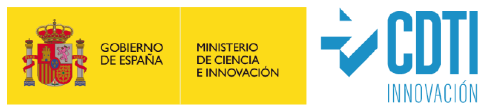 GOBIERNO
DE ESPAÑA
MINISTERIO
DE CIENCIA
E INNOVACIÓN
CDTI
INNOVACIÓN